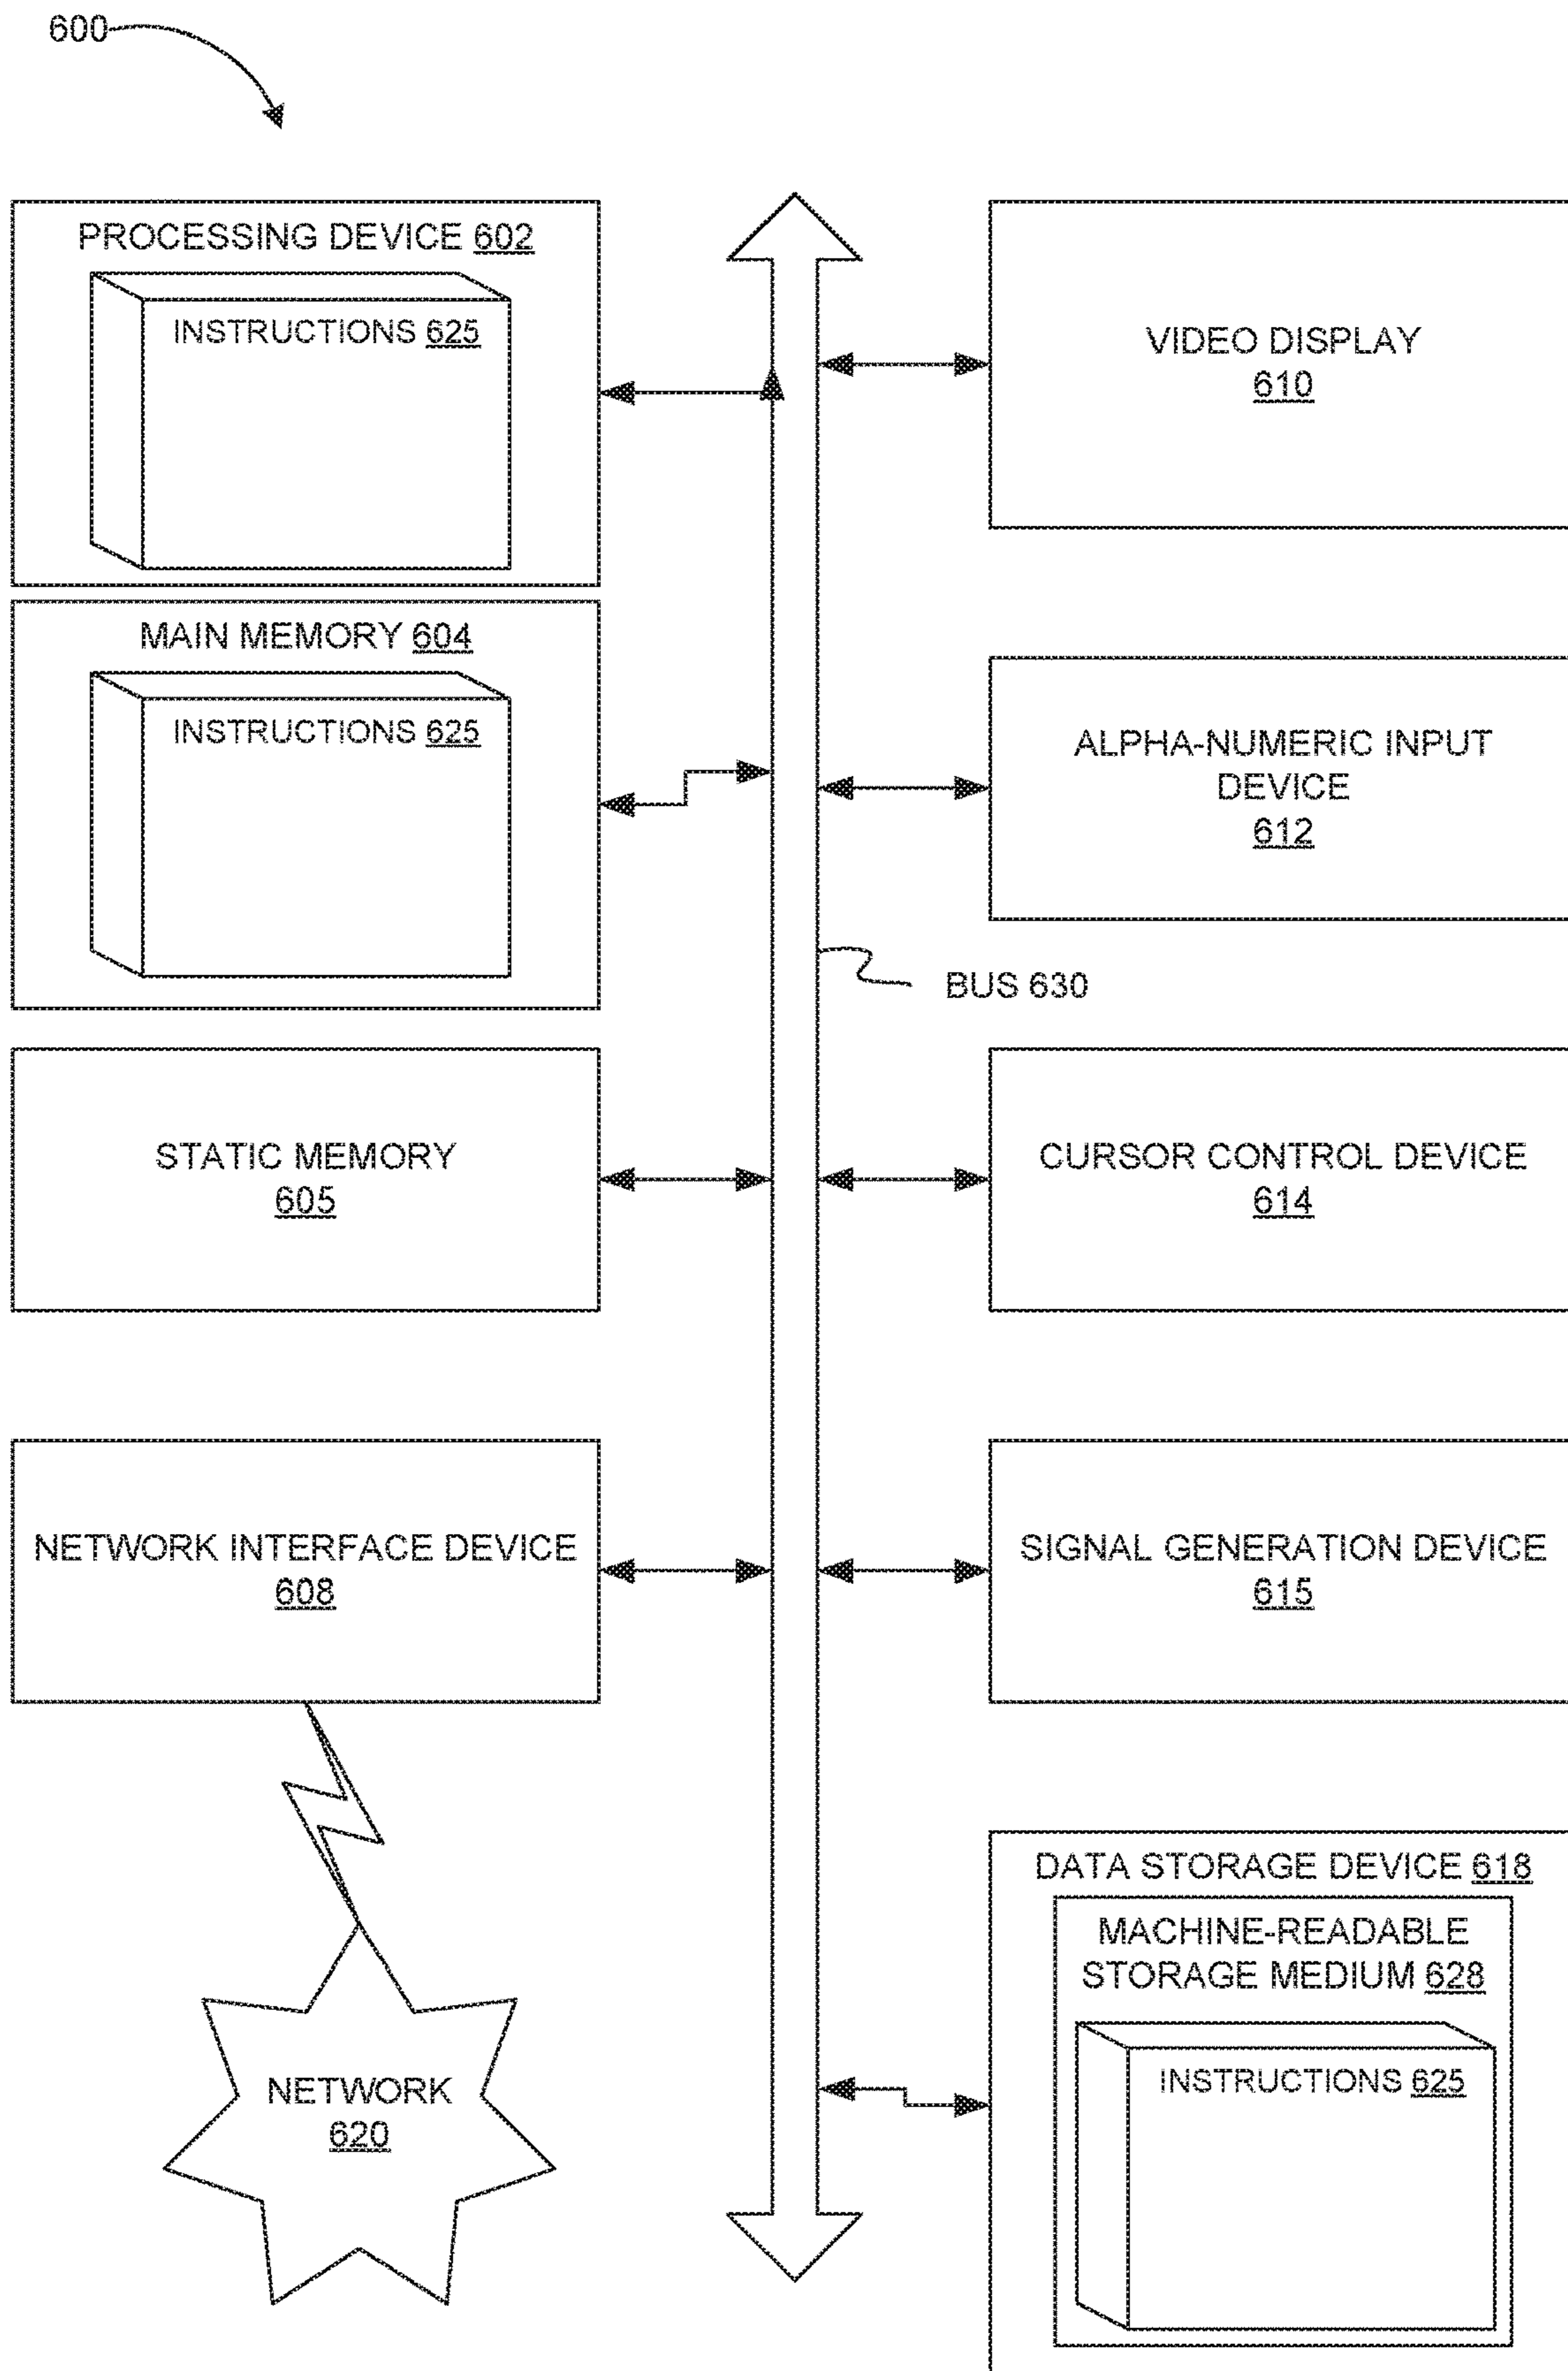 600
PROCESSING DEVICE 602
INSTRUCTIONS 625
MAIN MEMORY 604
INSTRUCTIONS 625
STATIC MEMORY
605
NETWORK INTERFACE DEVICE
608
NETWORK
620
VIDEO DISPLAY
610
ALPHA-NUMERIC INPUT
DEVICE
612
BUS 630
CURSOR CONTROL DEVICE
614
SIGNAL GENERATION DEVICE
615
DATA STORAGE DEVICE 618
MACHINE-READABLE
STORAGE MEDIUM 628
INSTRUCTIONS 625